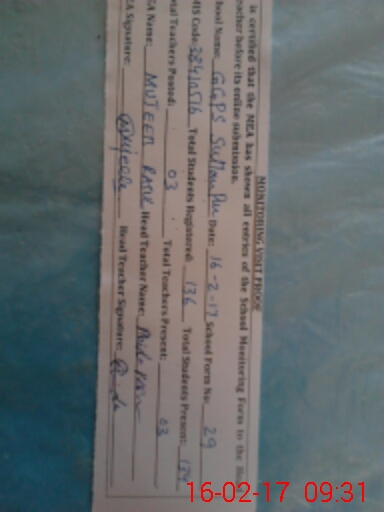 MONITORING VISIT PROOF
is certified that the MEA has shown all entries of the School Monitoring Form to the Head
teacher before its online submission.
School Name: GGPS Sultan Pur Date: 16-2-17 School Form No: 29
EMIS Code: 38410516 Total Students Registered: 136 Total Students Present:
Total Teachers Posted: 03 Total Teachers Present: 03
MEA Name: MUJEEB Head Teacher Name:
MEA Signature: Head Teacher Signature:
16-02-17 09:31